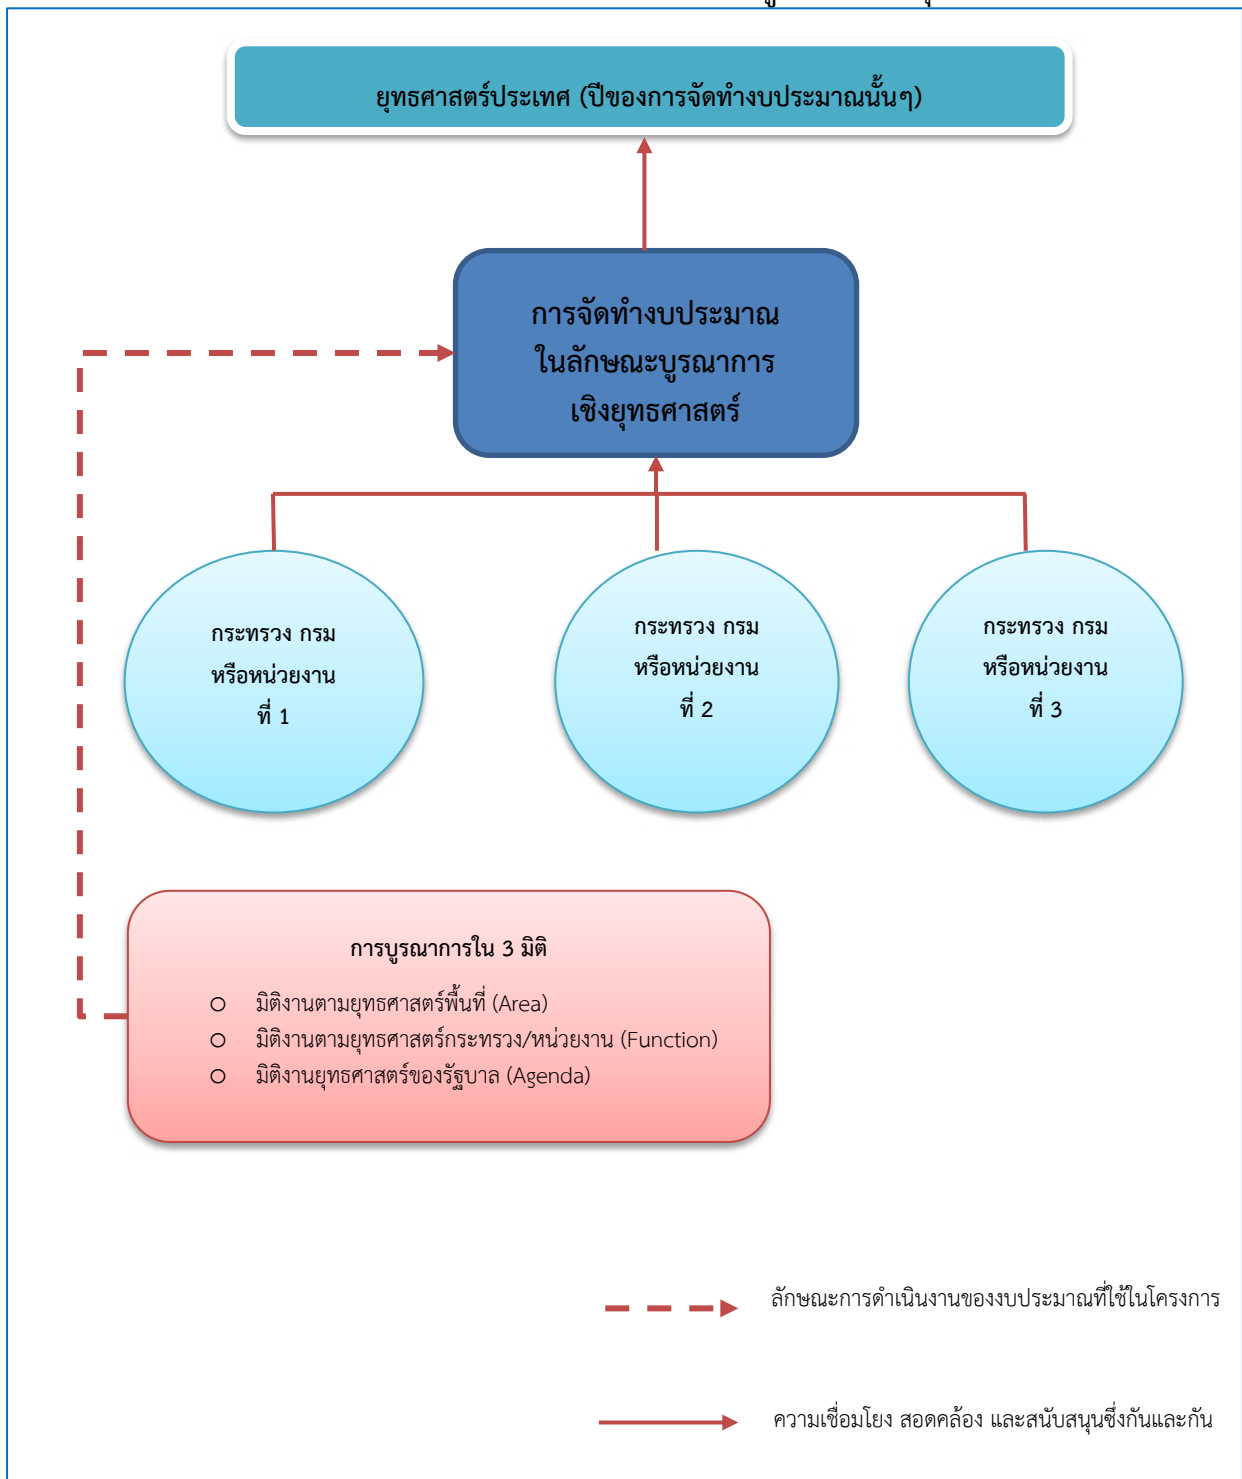 ยุทธศาสตร์ประเทศ (ปีของการจัดทำงบประมาณนั้นๆ)
การจัดทำงบประมาณ
ในลักษณะบูรณาการ
เชิงยุทธศาสตร์
กระทรวง กรม
หรือหน่วยงาน
ที่ 1
กระทรวง กรม
หรือหน่วยงาน
ที่ 2
กระทรวง กรม
หรือหน่วยงาน
ที่ 3
การบูรณาการใน 3 มิติ
มิติงานตามยุทธศาสตร์พื้นที่ (Area)
มิติงานตามยุทธศาสตร์กระทรวง/หน่วยงาน (Function)
มิติงานยุทธศาสตร์ของรัฐบาล (Agenda)
ลักษณะการดำเนินงานของงบประมาณที่ใช้ในโครงการ
ความเชื่อมโยง สอดคล้อง และสนับสนุนซึ่งกันและกัน